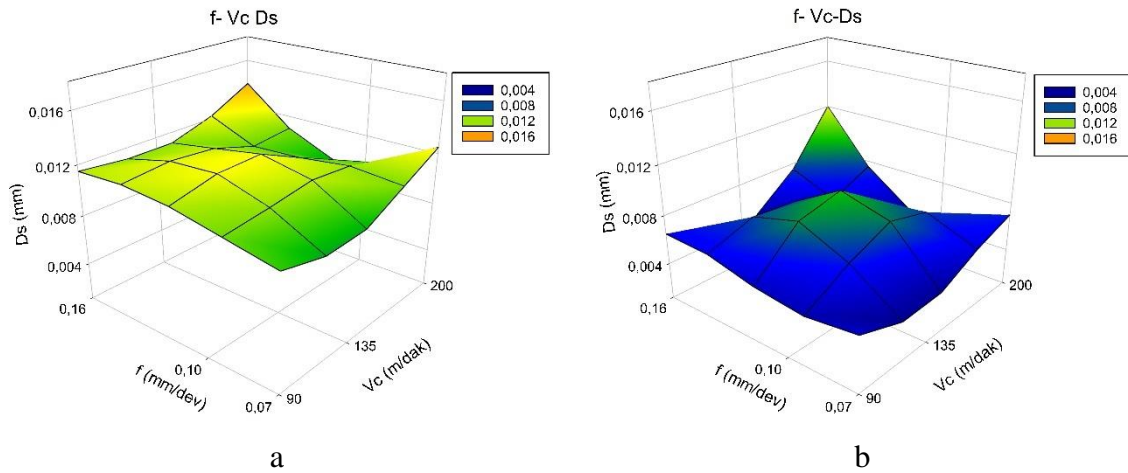 f- Vc Ds
0,016
0,012
0,008
0,004
Ds (mm)
0,16
0,10
0,07
f (mm/dev)
90
135
200
Vc (m/dak)
0,004
0,008
0,012
0,016
a
f- Vc-Ds
0,016
0,012
0,008
0,004
Ds (mm)
0,16
0,10
0,07
f (mm/dev)
90
135
200
Vc (m/dak)
0,004
0,008
0,012
0,016
b